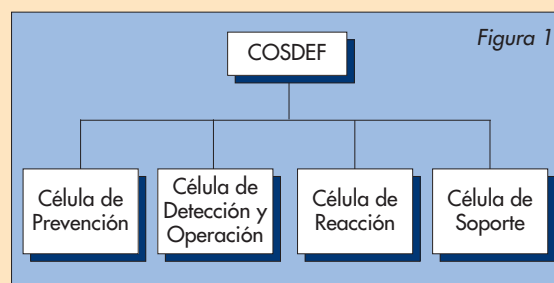 Figura 1
COSDEF
Célula de
Prevención
Célula de
Detección y
Operación
Célula de
Reacción
Célula de
Soporte